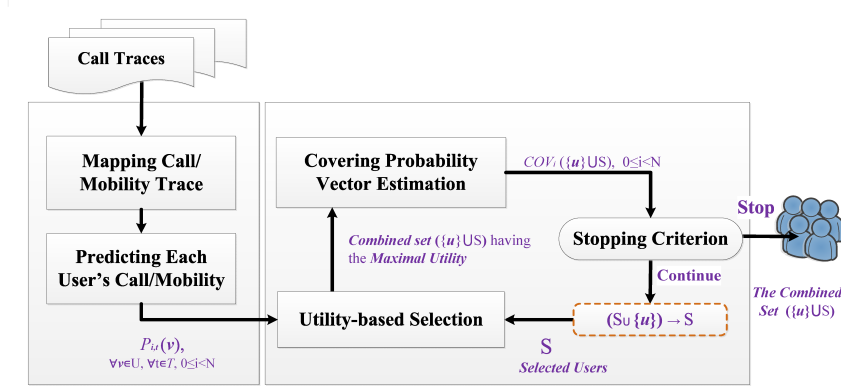 Call Traces
Mapping Call/
Mobility Trace
Predicting Each
User's Call/Mobility
P_{i,t}(v),
∀v∈U, ∀t∈T, 0≤i<N
Covering Probability
Vector Estimation
COV_i ({u}∪S), 0≤i<N
Combined set ({u}∪S) having
the Maximal Utility
Utility-based Selection
Stopping Criterion
Stop
Continue
(S∪{u})→S
S
Selected Users
The Combined
Set ({u}∪S)